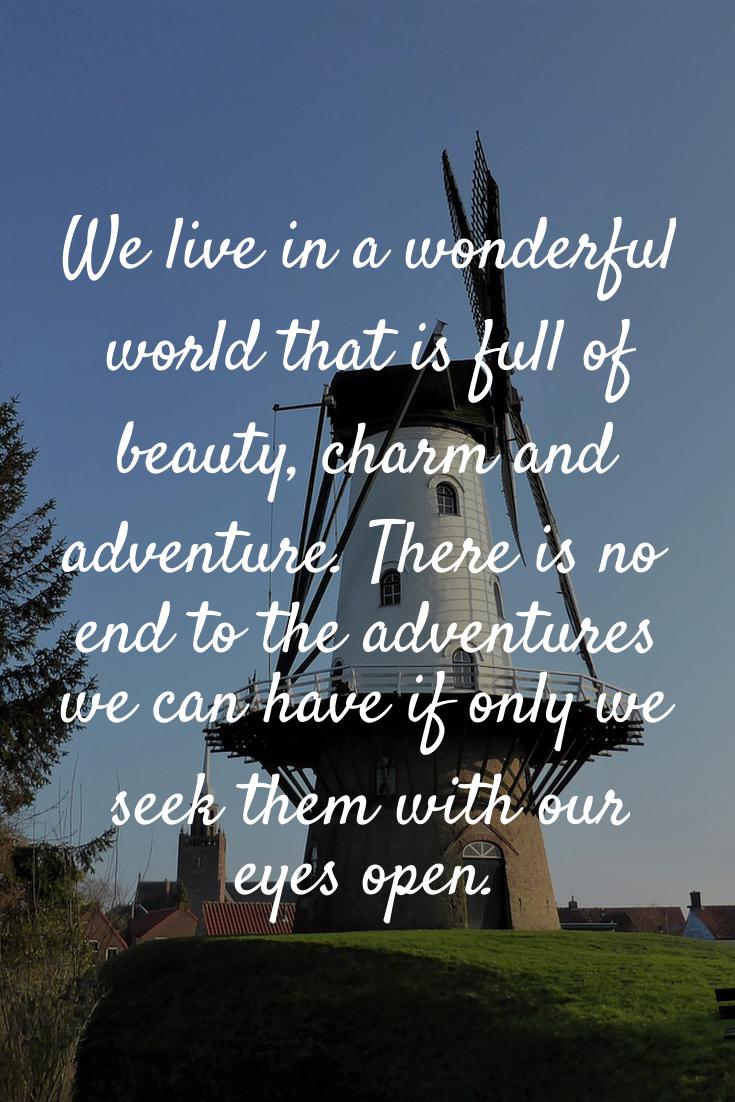 We live in a wonderful
world that is full of
beauty, charm and
adventure. There is no
end to the adventures
we can have if only we
seek them with our
eyes open.